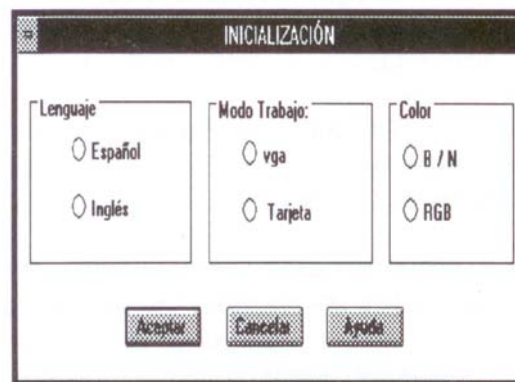 INICIALIZACIÓN
Lenguaje
Español
Inglés
Modo Trabajo:
vga
Tarjeta
Color
B / N
RGB
Aceptar
Cancelar
Ayuda